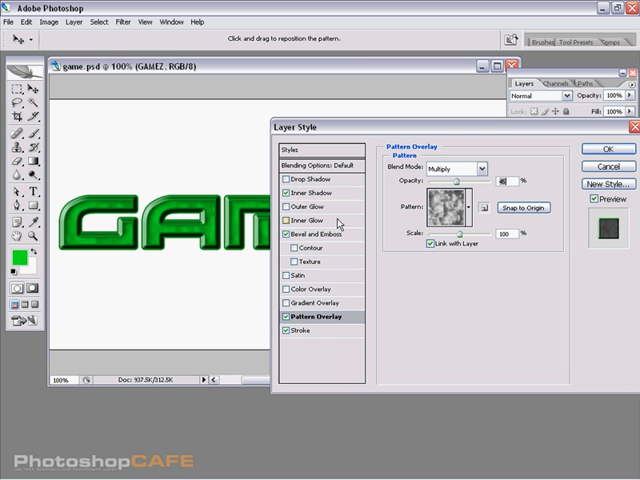 Adobe Photoshop
File Edit Image Layer Select Filter View Window Help
Click and drag to reposition the pattern.
Brushes Tool Presets Comps
game.psd @ 100% (GAMEZ, RGB/8)
Layers Channels Paths
Normal Opacity: 100%
Lock: Fill: 100%
GAM
100% Doc: 937.5K/312.5K
Layer Style
Styles
Blending Options: Default
Drop Shadow
Inner Shadow
Outer Glow
Inner Glow
Bevel and Emboss
Contour
Texture
Satin
Color Overlay
Gradient Overlay
Pattern Overlay
Stroke
Pattern Overlay
Pattern
Blend Mode: Multiply
Opacity: %
Pattern: Snap to Origin
Scale: 100 %
Link with Layer
OK
Cancel
New Style...
Preview
PhotoshopCAFE